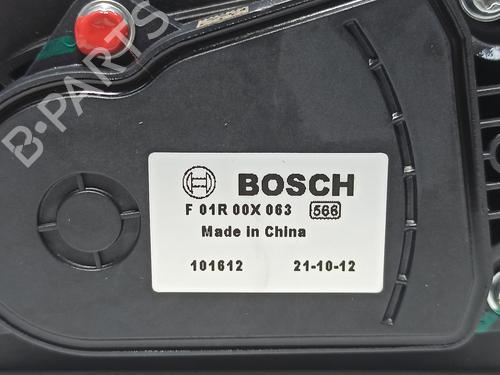 B-PARTS
BOSCH
F 01R 00X 063 566
Made in China
101612 21-10-12